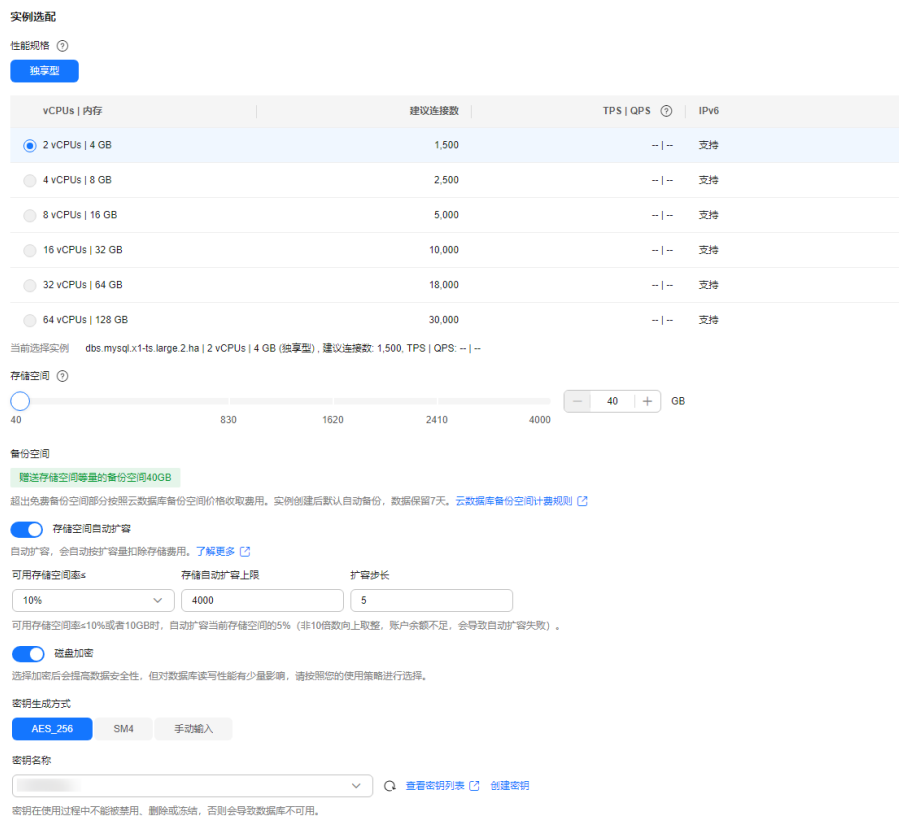 实例选配
性能规格 ?
独享型
vCPUs | 内存 建议连接数 TPS | QPS ? IPv6
2 vCPUs | 4 GB 1,500 -- | -- 支持
4 vCPUs | 8 GB 2,500 -- | -- 支持
8 vCPUs | 16 GB 5,000 -- | -- 支持
16 vCPUs | 32 GB 10,000 -- | -- 支持
32 vCPUs | 64 GB 18,000 -- | -- 支持
64 vCPUs | 128 GB 30,000 -- | -- 支持
当前选择实例 dbs.mysql.x1-ts.large.2.ha | 2 vCPUs | 4 GB (独享型) , 建议连接数: 1,500, TPS | QPS: -- | --
存储空间 ?
40 GB
40 830 1620 2410 4000
备份空间
赠送存储空间等量的备份空间40GB
超出免费备份空间部分按照云数据库备份空间价格收取费用。实例创建后默认自动备份，数据保留7天。云数据库备份空间计费规则
存储空间自动扩容
自动扩容，会自动按扩容量扣除存储费用。了解更多
可用存储空间率≤ 存储自动扩容上限 扩容步长
10% 4000 5
可用存储空间率≤10%或者10GB时，自动扩容当前存储空间的5%（非10倍数向上取整，账户余额不足，会导致自动扩容失败）。
磁盘加密
选择加密后会提高数据安全性，但对数据库读写性能有少量影响，请按照您的使用策略进行选择。
密钥生成方式
AES_256 SM4 手动输入
密钥名称
查看密钥列表 创建密钥
密钥在使用过程中不能被禁用、删除或冻结，否则会导致数据库不可用。